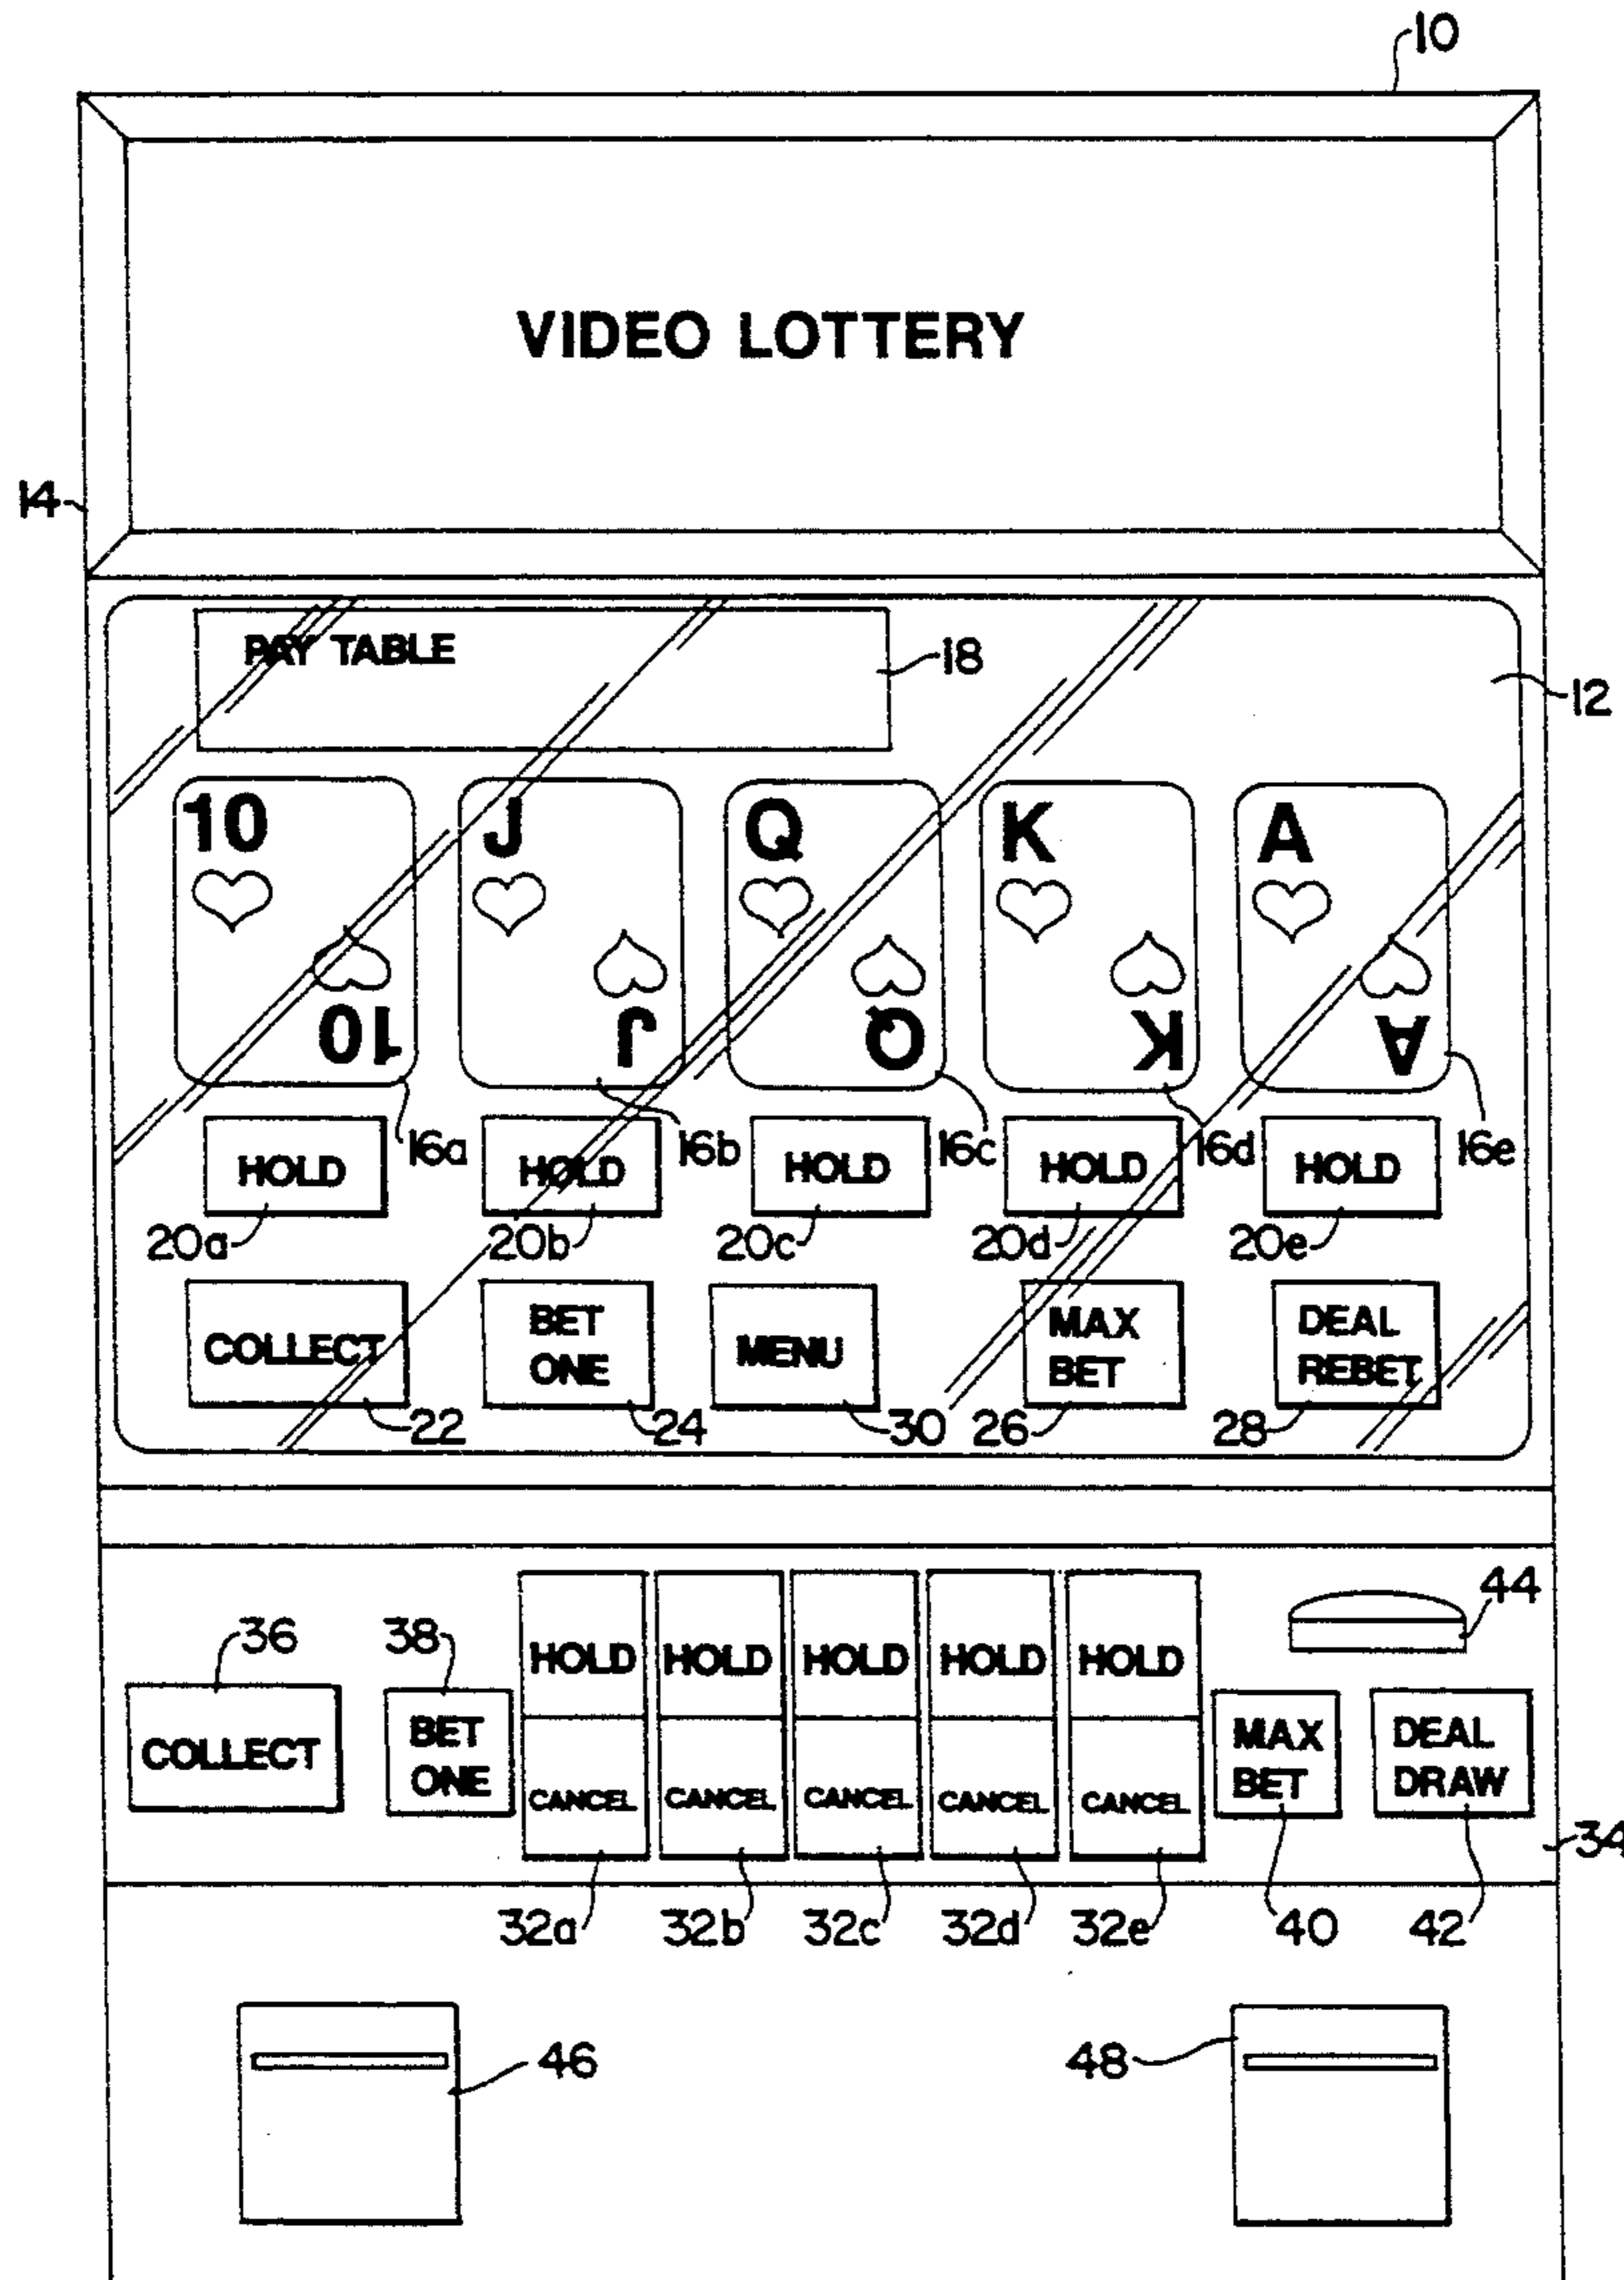 10
VIDEO LOTTERY
14
PAY TABLE
18
12
10 J Q K A
10 J Q K A
16a 16b 16c 16d 16e
HOLD HOLD HOLD HOLD HOLD
20a 20b 20c 20d 20e
COLLECT BET ONE MENU MAX BET DEAL REBET
22 24 30 26 28
44
36 38
HOLD HOLD HOLD HOLD HOLD
COLLECT BET ONE MAX BET DEAL DRAW
CANCEL CANCEL CANCEL CANCEL CANCEL
34
32a 32b 32c 32d 32e 40 42
46 48